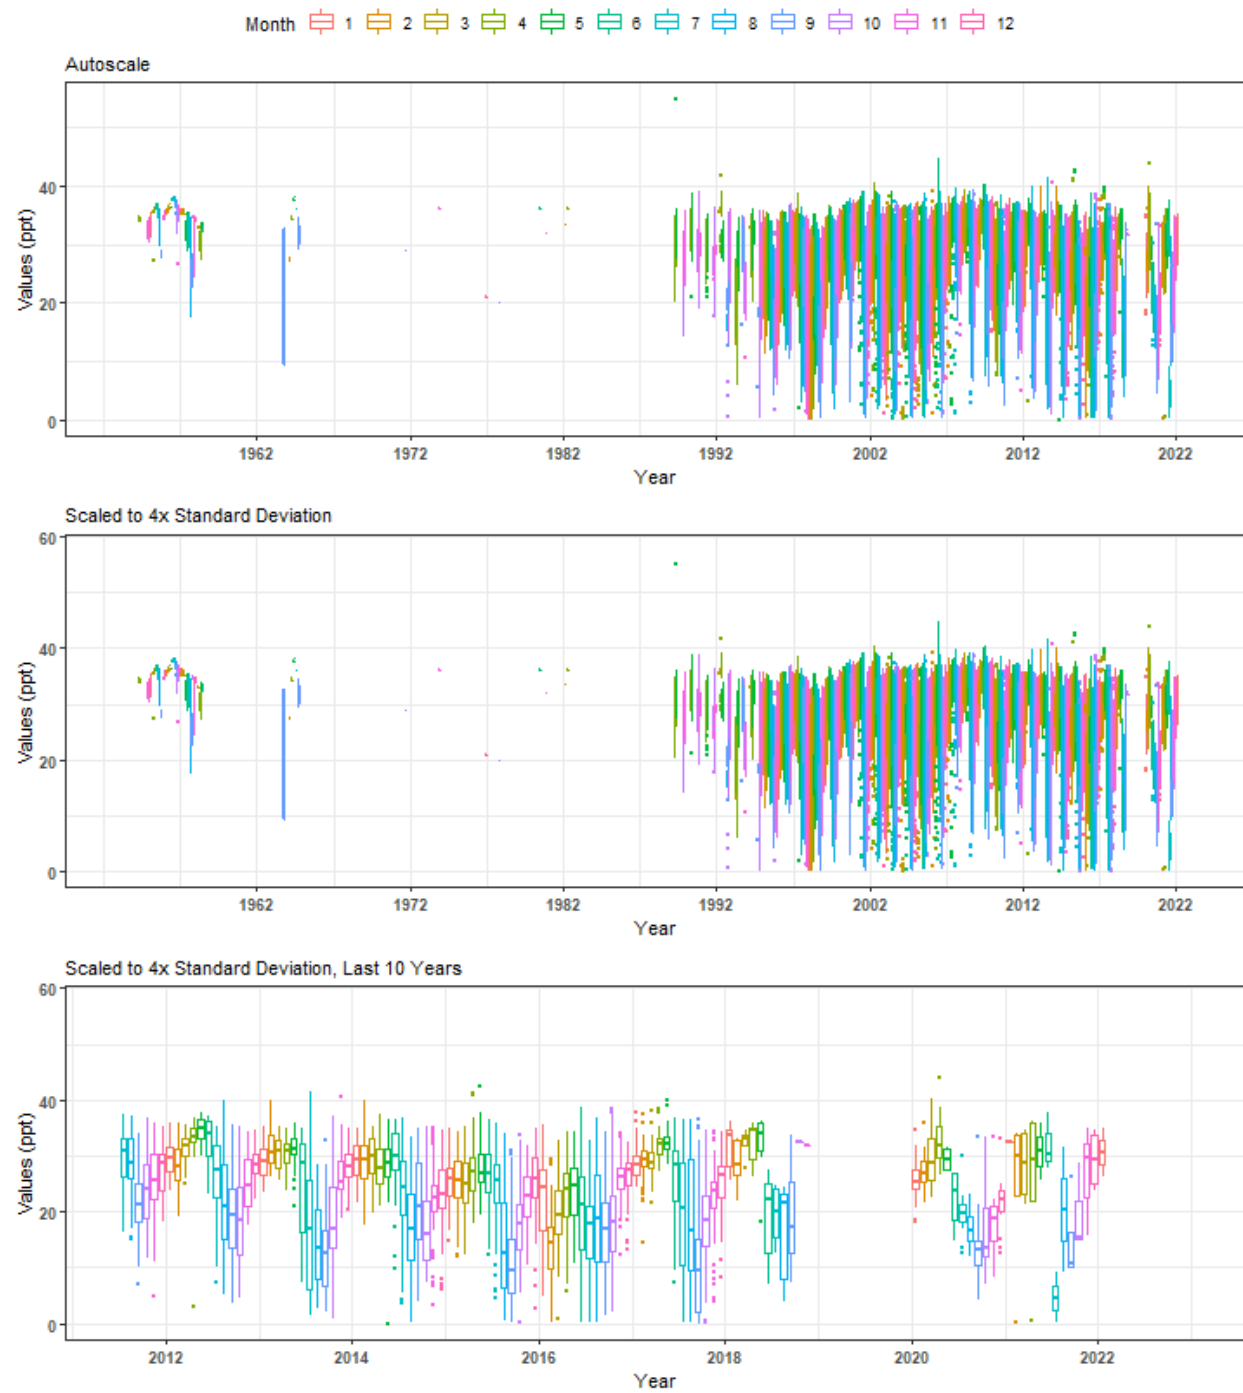 Month 1 2 3 4 5 6 7 8 9 10 11 12
Autoscale
Values (ppt)
40
20
0
1962 1972 1982 1992 2002 2012 2022
Year
Scaled to 4x Standard Deviation
Values (ppt)
60
40
20
0
1962 1972 1982 1992 2002 2012 2022
Year
Scaled to 4x Standard Deviation, Last 10 Years
Values (ppt)
60
40
20
0
2012 2014 2016 2018 2020 2022
Year